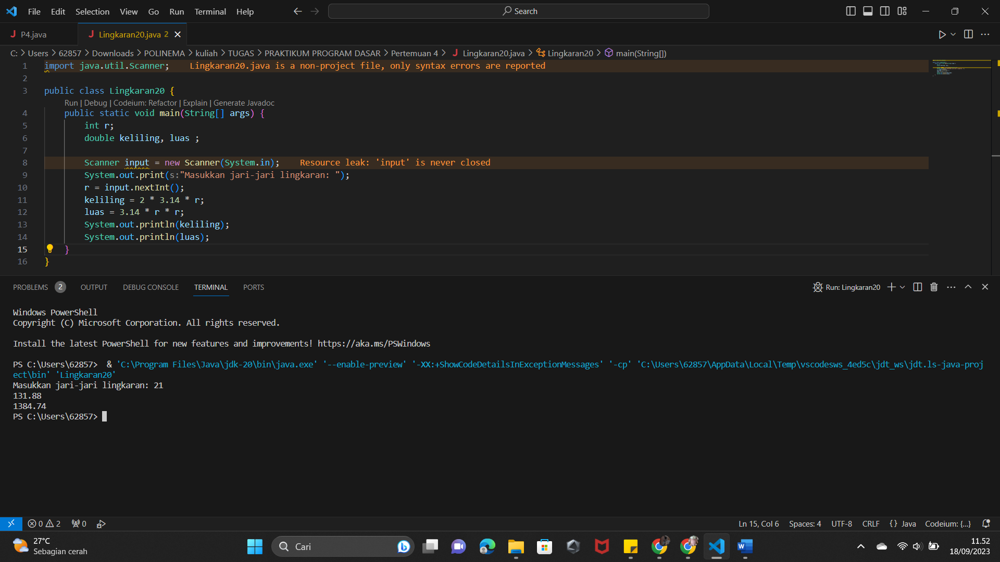 File Edit Selection View Go Run Terminal Help
Search
P4.java
Lingkaran20.java 2
C: > Users > 62857 > Downloads > POLINEMA > kuliah > TUGAS > PRAKTIKUM PROGRAM DASAR > Pertemuan 4 > Lingkaran20.java > Lingkaran20 > main(String[])
1 import java.util.Scanner; Lingkaran20.java is a non-project file, only syntax errors are reported
2
3 public class Lingkaran20 {
Run | Debug | Codeium: Refactor | Explain | Generate Javadoc
4 public static void main(String[] args) {
5 int r;
6 double keliling, luas ;
7
8 Scanner input = new Scanner(System.in); Resource leak: 'input' is never closed
9 System.out.print(s:"Masukkan jari-jari lingkaran: ");
10 r = input.nextInt();
11 keliling = 2 * 3.14 * r;
12 luas = 3.14 * r * r;
13 System.out.println(keliling);
14 System.out.println(luas);
15 }
16 }
PROBLEMS 2 OUTPUT DEBUG CONSOLE TERMINAL PORTS
Run: Lingkaran20
Windows PowerShell
Copyright (C) Microsoft Corporation. All rights reserved.
Install the latest PowerShell for new features and improvements! https://aka.ms/PSWindows
PS C:\Users\62857> & 'C:\Program Files\Java\jdk-20\bin\java.exe' '--enable-preview' '-XX:+ShowCodeDetailsInExceptionMessages' '-cp' 'C:\Users\62857\AppData\Local\Temp\vscodesws_4ed5c\jdt_ws\jdt.ls-java-proj
ect\bin' 'Lingkaran20'
Masukkan jari-jari lingkaran: 21
131.88
1384.74
PS C:\Users\62857>
0 2 0
Ln 15, Col 6 Spaces: 4 UTF-8 CRLF {} Java Codeium: {...}
27°C
Sebagian cerah
Cari
11.52
18/09/2023